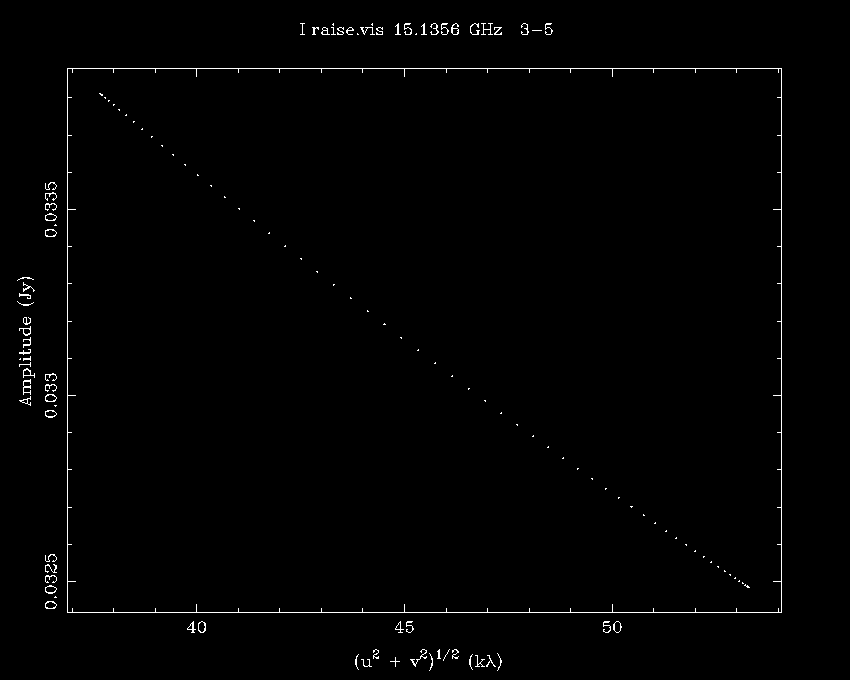 I raise.vis 15.1356 GHz 3−5
Amplitude (Jy)
0.0335
0.033
0.0325
40 45 50
(u² + v²)^1/2 (kλ)